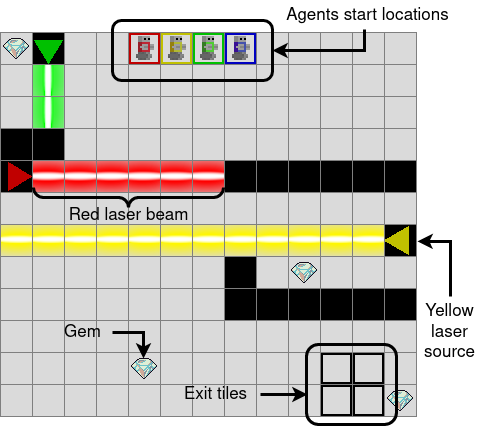 Agents start locations
Red laser beam
Gem
Yellow
laser
source
Exit tiles